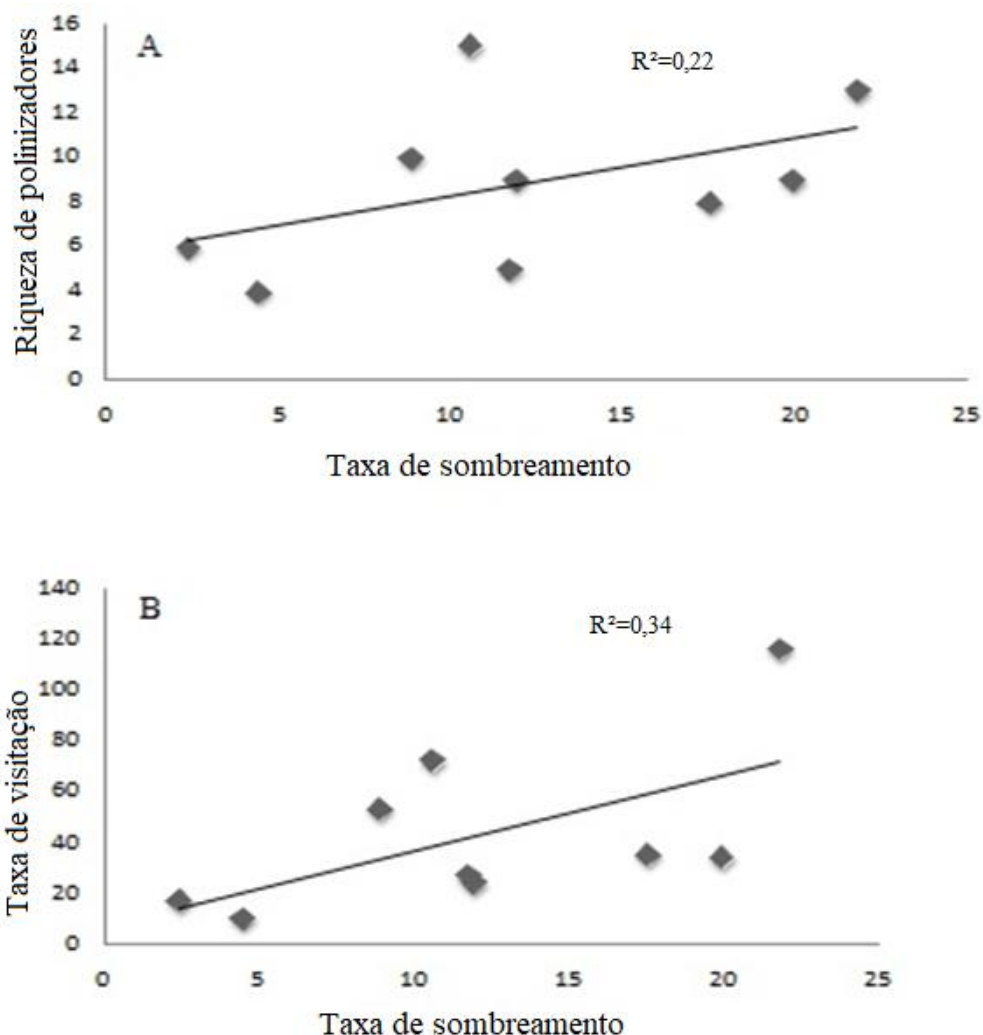 A
R²=0,22
Riqueza de polinizadores
16
14
12
10
8
6
4
2
0
0 5 10 15 20 25
Taxa de sombreamento
B
R²=0,34
Taxa de visitação
140
120
100
80
60
40
20
0
0 5 10 15 20 25
Taxa de sombreamento